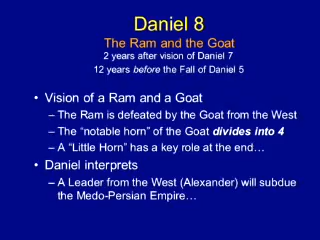 Daniel 8
The Ram and the Goat
2 years after vision of Daniel 7
12 years before the Fall of Daniel 5
• Vision of a Ram and a Goat
– The Ram is defeated by the Goat from the West
– The “notable horn” of the Goat divides into 4
– A “Little Horn” has a key role at the end…
• Daniel interprets
– A Leader from the West (Alexander) will subdue
the Medo-Persian Empire…